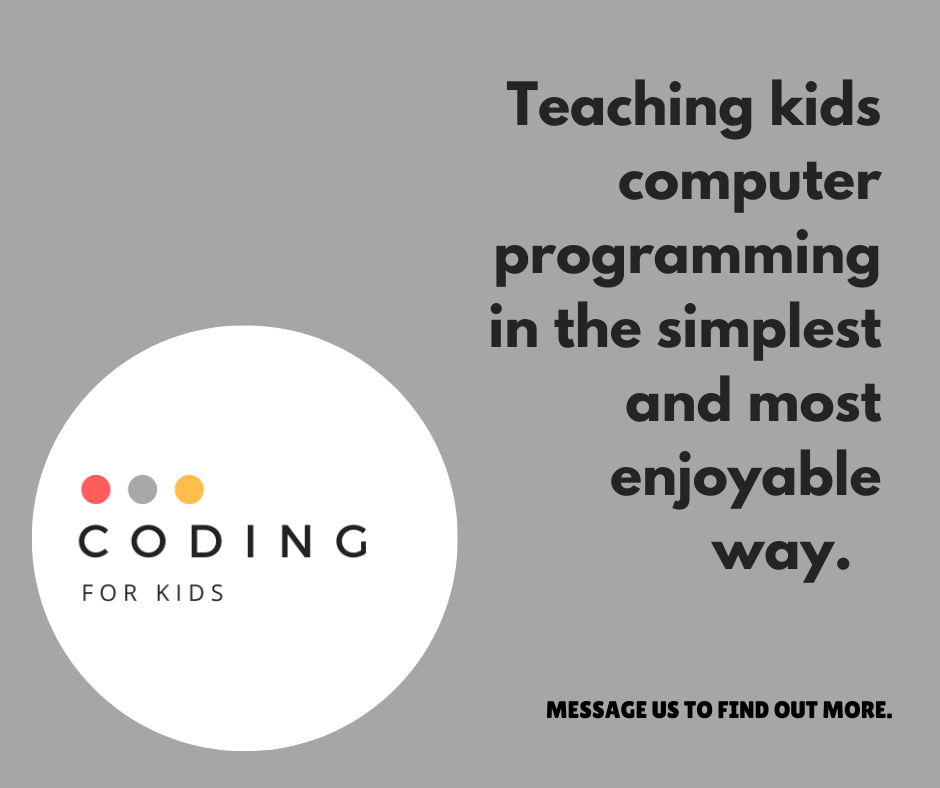 Teaching kids
computer
programming
in the simplest
and most
enjoyable
way.
CODING
FOR KIDS
MESSAGE US TO FIND OUT MORE.